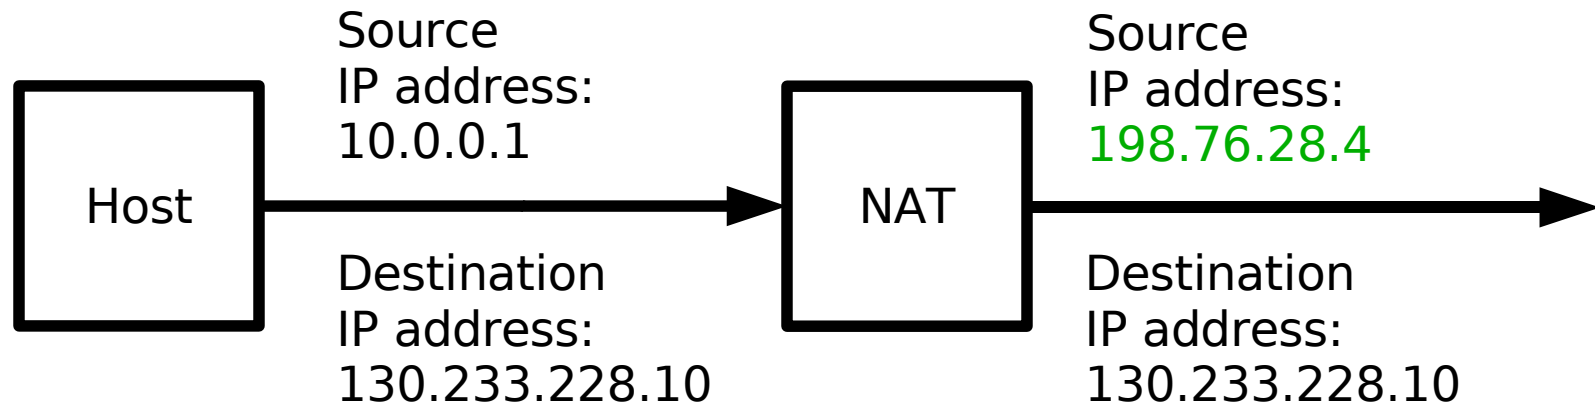 Host
Source
IP address:
10.0.0.1
Destination
IP address:
130.233.228.10
NAT
Source
IP address:
198.76.28.4
Destination
IP address:
130.233.228.10